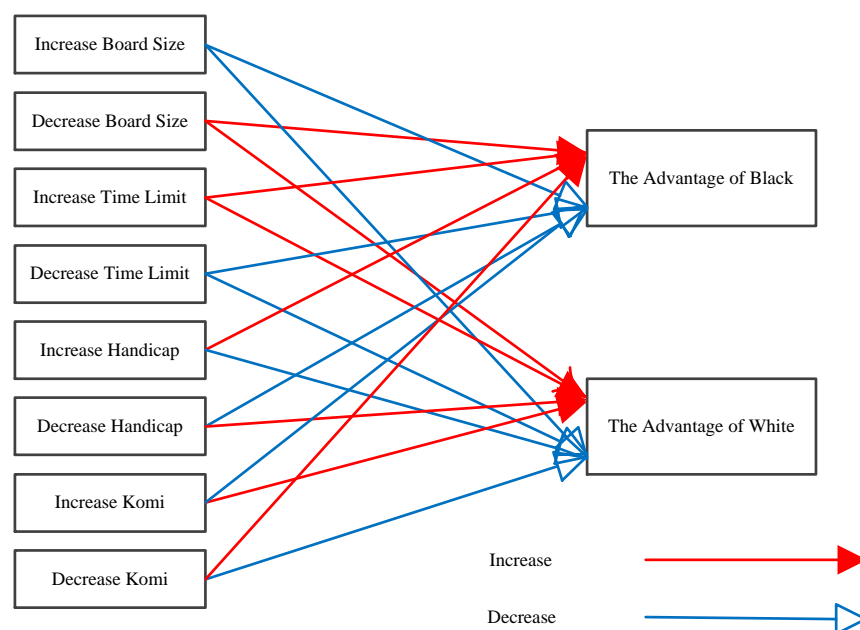 Increase Board Size
Decrease Board Size
Increase Time Limit
Decrease Time Limit
Increase Handicap
Decrease Handicap
Increase Komi
Decrease Komi
The Advantage of Black
The Advantage of White
Increase
Decrease